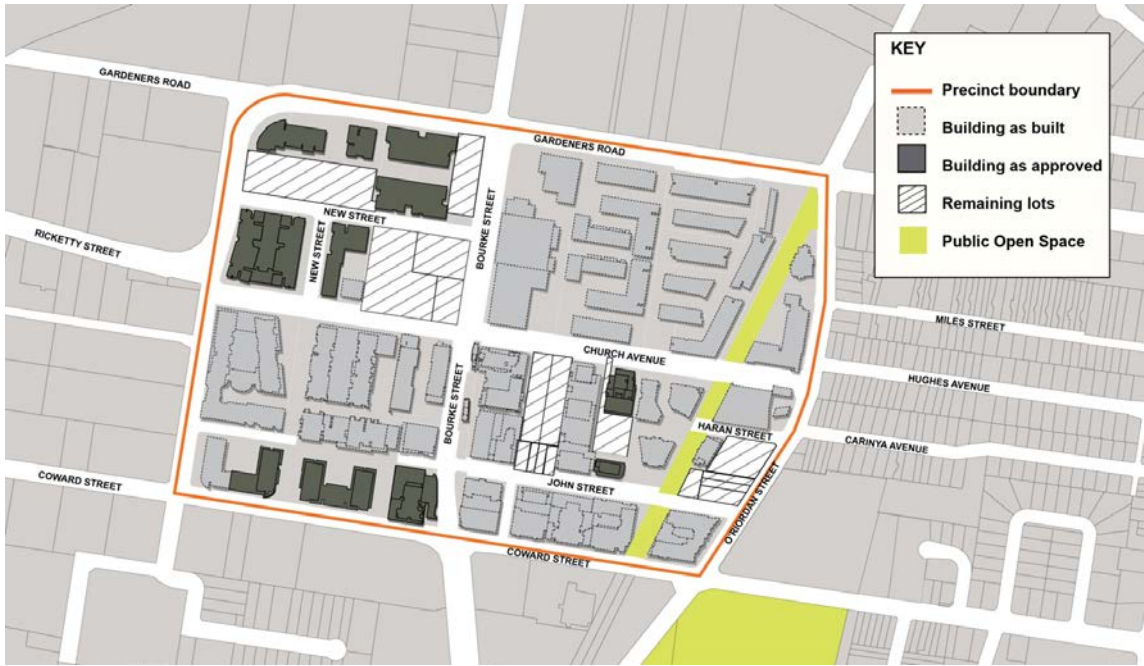 KEY
Precinct boundary
Building as built
Building as approved
Remaining lots
Public Open Space
GARDENERS ROAD
GARDENERS ROAD
NEW STREET
NEW STREET
BOURKE STREET
RICKETTY STREET
MILES STREET
CHURCH AVENUE
HUGHES AVENUE
BOURKE STREET
HARAN STREET
CARINYA AVENUE
COWARD STREET
JOHN STREET
O'RIORDAN STREET
COWARD STREET